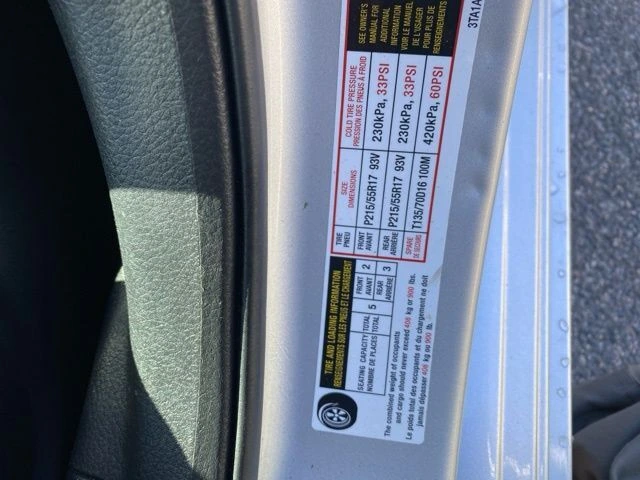 TIRE AND LOADING INFORMATION
RENSEIGNEMENTS SUR LES PNEUS ET LE CHARGEMENT
SEATING CAPACITY TOTAL 5 FRONT AVANT 2 REAR ARRIÈRE 3
NOMBRE DE PLACES TOTAL
The combined weight of occupants
and cargo should never exceed 408 kg or 900 lbs.
Le poids total des occupants et du chargement ne doit
jamais dépasser 408 kg ou 900 lb.
TIRE PNEU SIZE DIMENSIONS COLD TIRE PRESSURE PRESSION DES PNEUS À FROID
FRONT AVANT P215/55R17 93V 230kPa, 33PSI
REAR ARRIÈRE P215/55R17 93V 230kPa, 33PSI
SPARE DE SECOURS T135/70D16 100M 420kPa, 60PSI
SEE OWNER'S
MANUAL FOR
ADDITIONAL
INFORMATION
VOIR LE MANUEL
DE L'USAGER
POUR PLUS DE
RENSEIGNEMENTS
3TA1A